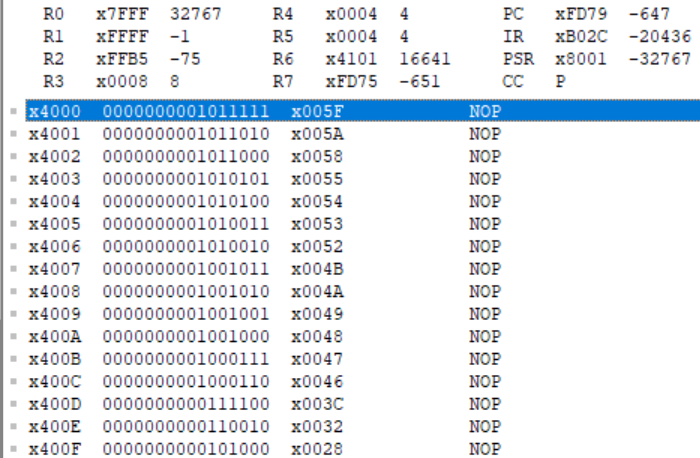 R0 x7FFF 32767 R4 x0004 4 PC xFD79 -647
R1 xFFFF -1 R5 x0004 4 IR xB02C -20436
R2 xFFB5 -75 R6 x4101 16641 PSR x8001 -32767
R3 x0008 8 R7 xFD75 -651 CC P
x4000 0000000001011111 x005F NOP
x4001 0000000001011010 x005A NOP
x4002 0000000001011000 x0058 NOP
x4003 0000000001010101 x0055 NOP
x4004 0000000001010100 x0054 NOP
x4005 0000000001010011 x0053 NOP
x4006 0000000001010010 x0052 NOP
x4007 0000000001001011 x004B NOP
x4008 0000000001001010 x004A NOP
x4009 0000000001001001 x0049 NOP
x400A 0000000001001000 x0048 NOP
x400B 0000000001000111 x0047 NOP
x400C 0000000001000110 x0046 NOP
x400D 0000000000111100 x003C NOP
x400E 0000000000110010 x0032 NOP
x400F 0000000000101000 x0028 NOP